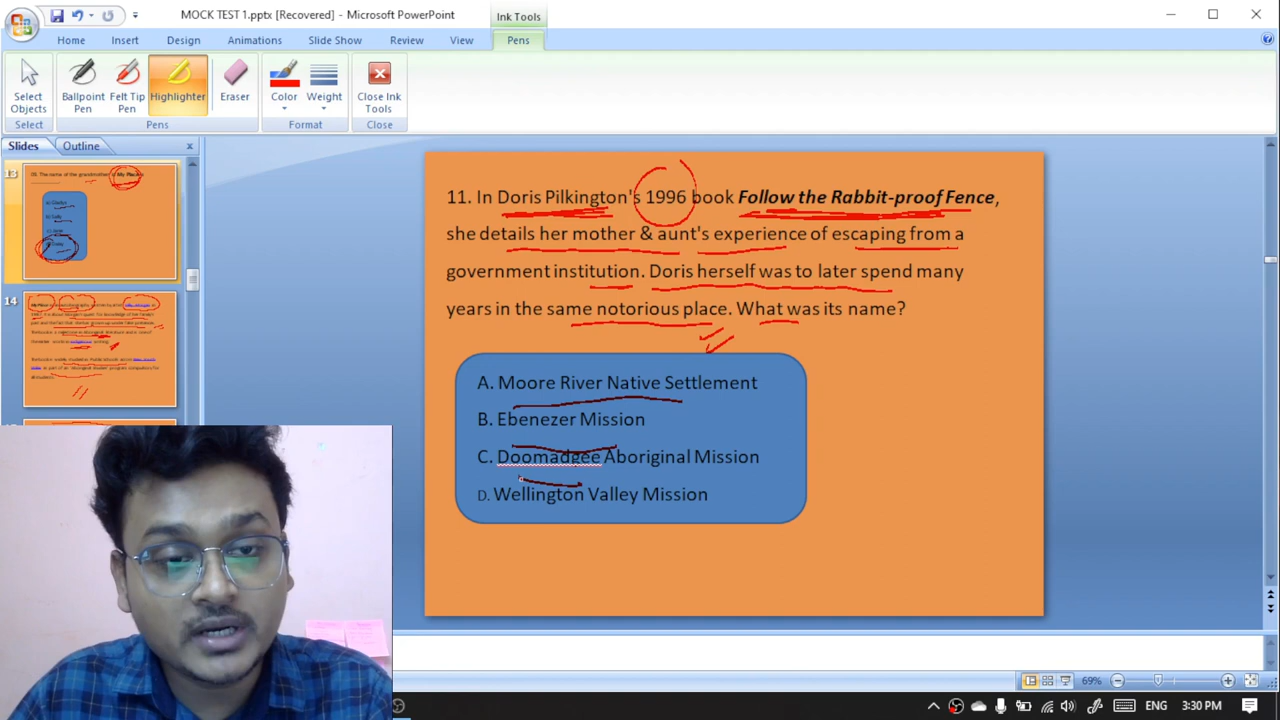 MOCK TEST 1.pptx [Recovered] - Microsoft PowerPoint
Ink Tools
Home Insert Design Animations Slide Show Review View Pens
Select Objects
Ballpoint Pen
Felt Tip Pen
Highlighter
Eraser
Color
Weight
Close Ink Tools
Select Pens Format Close
Slides Outline
13
14
11. In Doris Pilkington's 1996 book Follow the Rabbit-proof Fence,
she details her mother & aunt's experience of escaping from a
government institution. Doris herself was to later spend many
years in the same notorious place. What was its name?
A. Moore River Native Settlement
B. Ebenezer Mission
C. Doomadgee Aboriginal Mission
D. Wellington Valley Mission
69%
ENG 3:30 PM